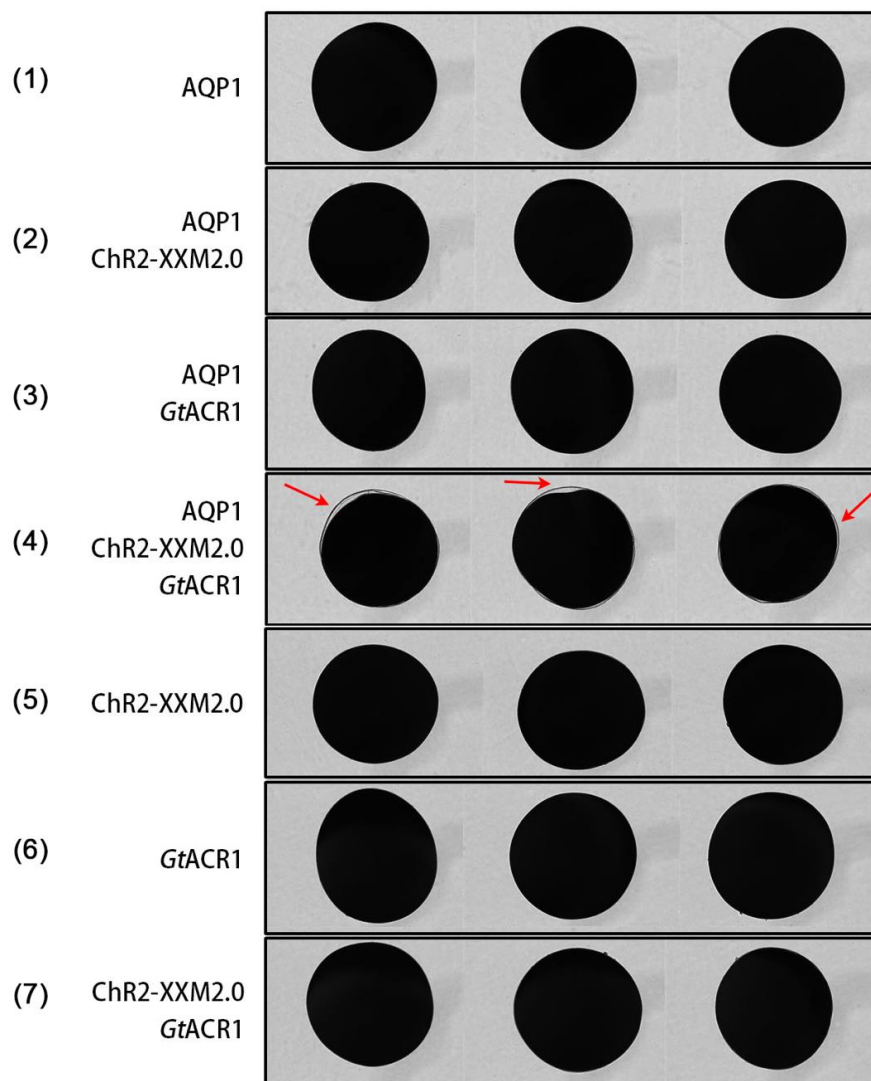 (1)
AQP1
(2)
AQP1
ChR2-XXM2.0
(3)
AQP1
GtACR1
(4)
AQP1
ChR2-XXM2.0
GtACR1
(5)
ChR2-XXM2.0
(6)
GtACR1
(7)
ChR2-XXM2.0
GtACR1